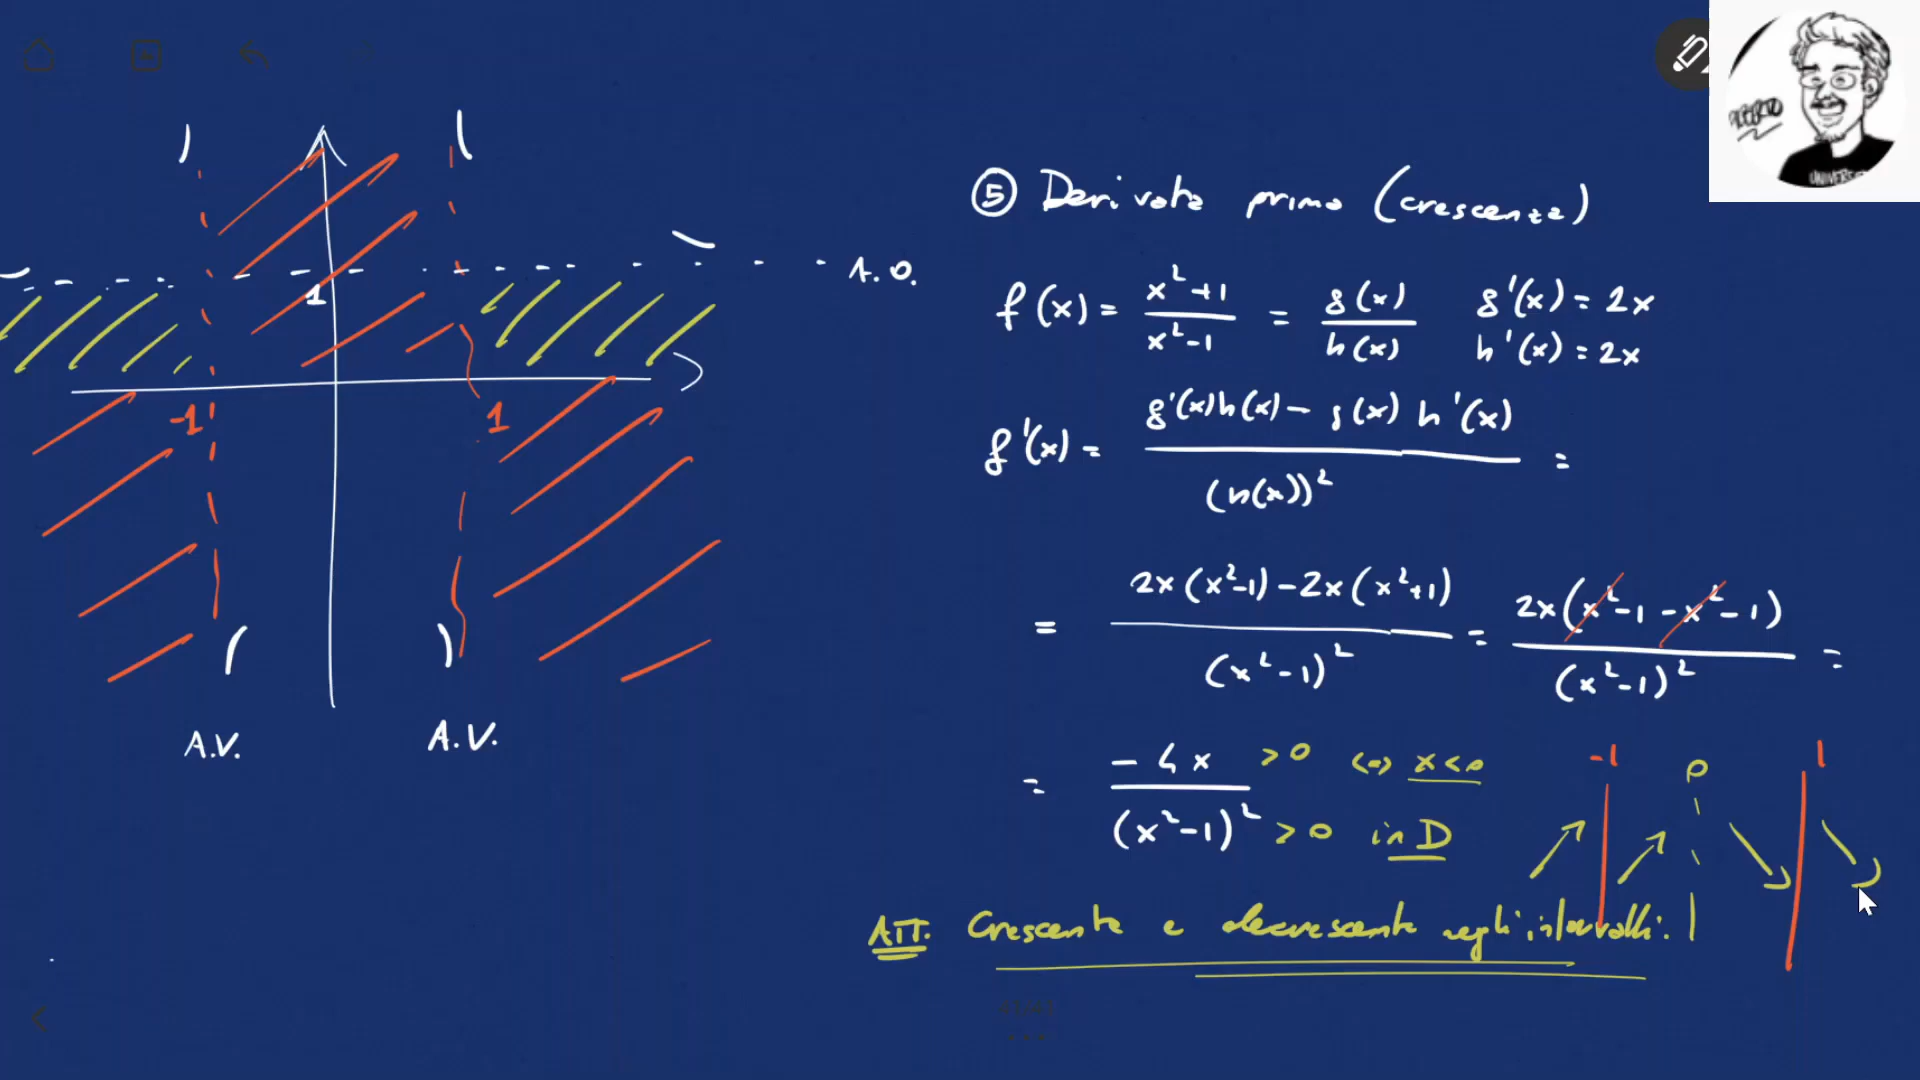 1
A.O.
-1
1
A.V.
A.V.
⑤ Derivata prima (crescenza)
f(x) = x²+1 / x²-1 = g(x) / h(x)
g'(x) = 2x
h'(x) = 2x
f'(x) = g'(x)h(x) - g(x) h'(x) / (h(x))² =
= 2x(x²-1) - 2x(x²+1) / (x²-1)² = 2x(x²-1-x²-1) / (x²-1)² =
= -4x / (x²-1)²
>0 <=> x<0
>0 in D
-1 0 1
ATT. Crescente e decrescente negli intervalli!
UNIVERSI